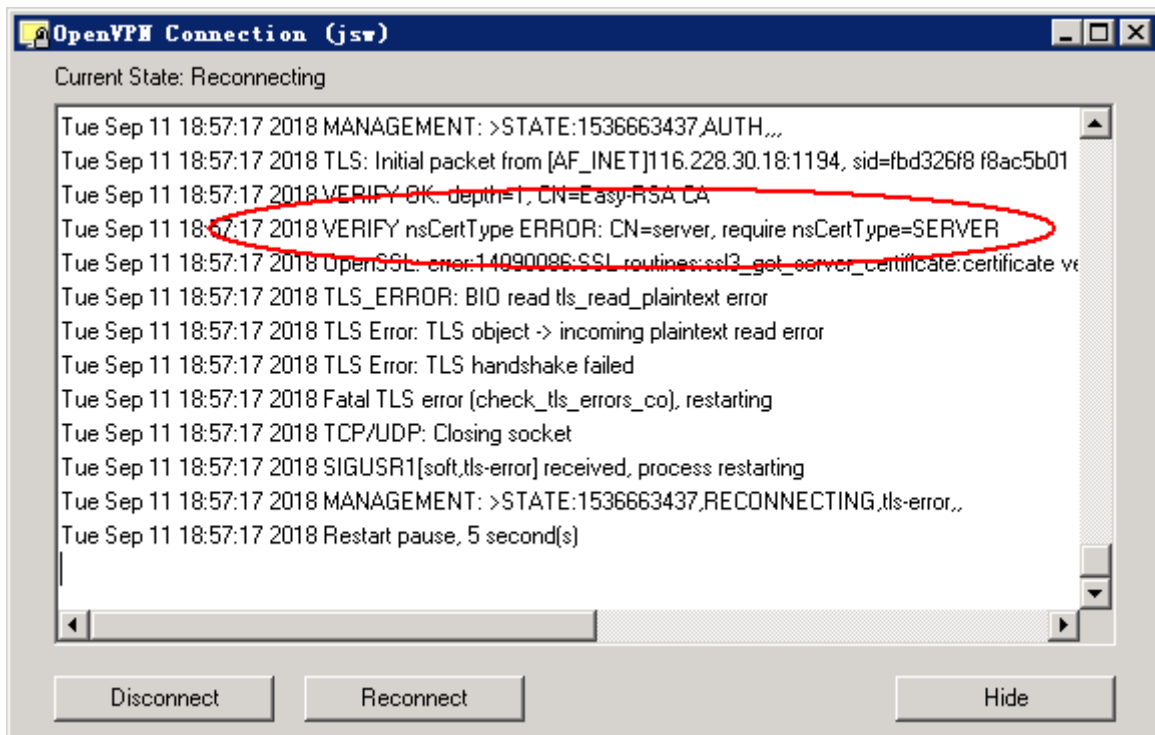 OpenVPN Connection (jsw)
Current State: Reconnecting
Tue Sep 11 18:57:17 2018 MANAGEMENT: >STATE:1536663437,AUTH,,,
Tue Sep 11 18:57:17 2018 TLS: Initial packet from [AF_INET]116.228.30.18:1194, sid=fbd326f8 f8ac5b01
Tue Sep 11 18:57:17 2018 VERIFY OK: depth=1, CN=Easy-RSA CA
Tue Sep 11 18:57:17 2018 VERIFY nsCertType ERROR: CN=server, require nsCertType=SERVER
Tue Sep 11 18:57:17 2018 OpenSSL: error:14090086:SSL routines:ssl3_get_server_certificate:certificate ve
Tue Sep 11 18:57:17 2018 TLS_ERROR: BIO read tls_read_plaintext error
Tue Sep 11 18:57:17 2018 TLS Error: TLS object -> incoming plaintext read error
Tue Sep 11 18:57:17 2018 TLS Error: TLS handshake failed
Tue Sep 11 18:57:17 2018 Fatal TLS error (check_tls_errors_co), restarting
Tue Sep 11 18:57:17 2018 TCP/UDP: Closing socket
Tue Sep 11 18:57:17 2018 SIGUSR1[soft,tls-error] received, process restarting
Tue Sep 11 18:57:17 2018 MANAGEMENT: >STATE:1536663437,RECONNECTING,tls-error,,
Tue Sep 11 18:57:17 2018 Restart pause, 5 second(s)
Disconnect Reconnect Hide